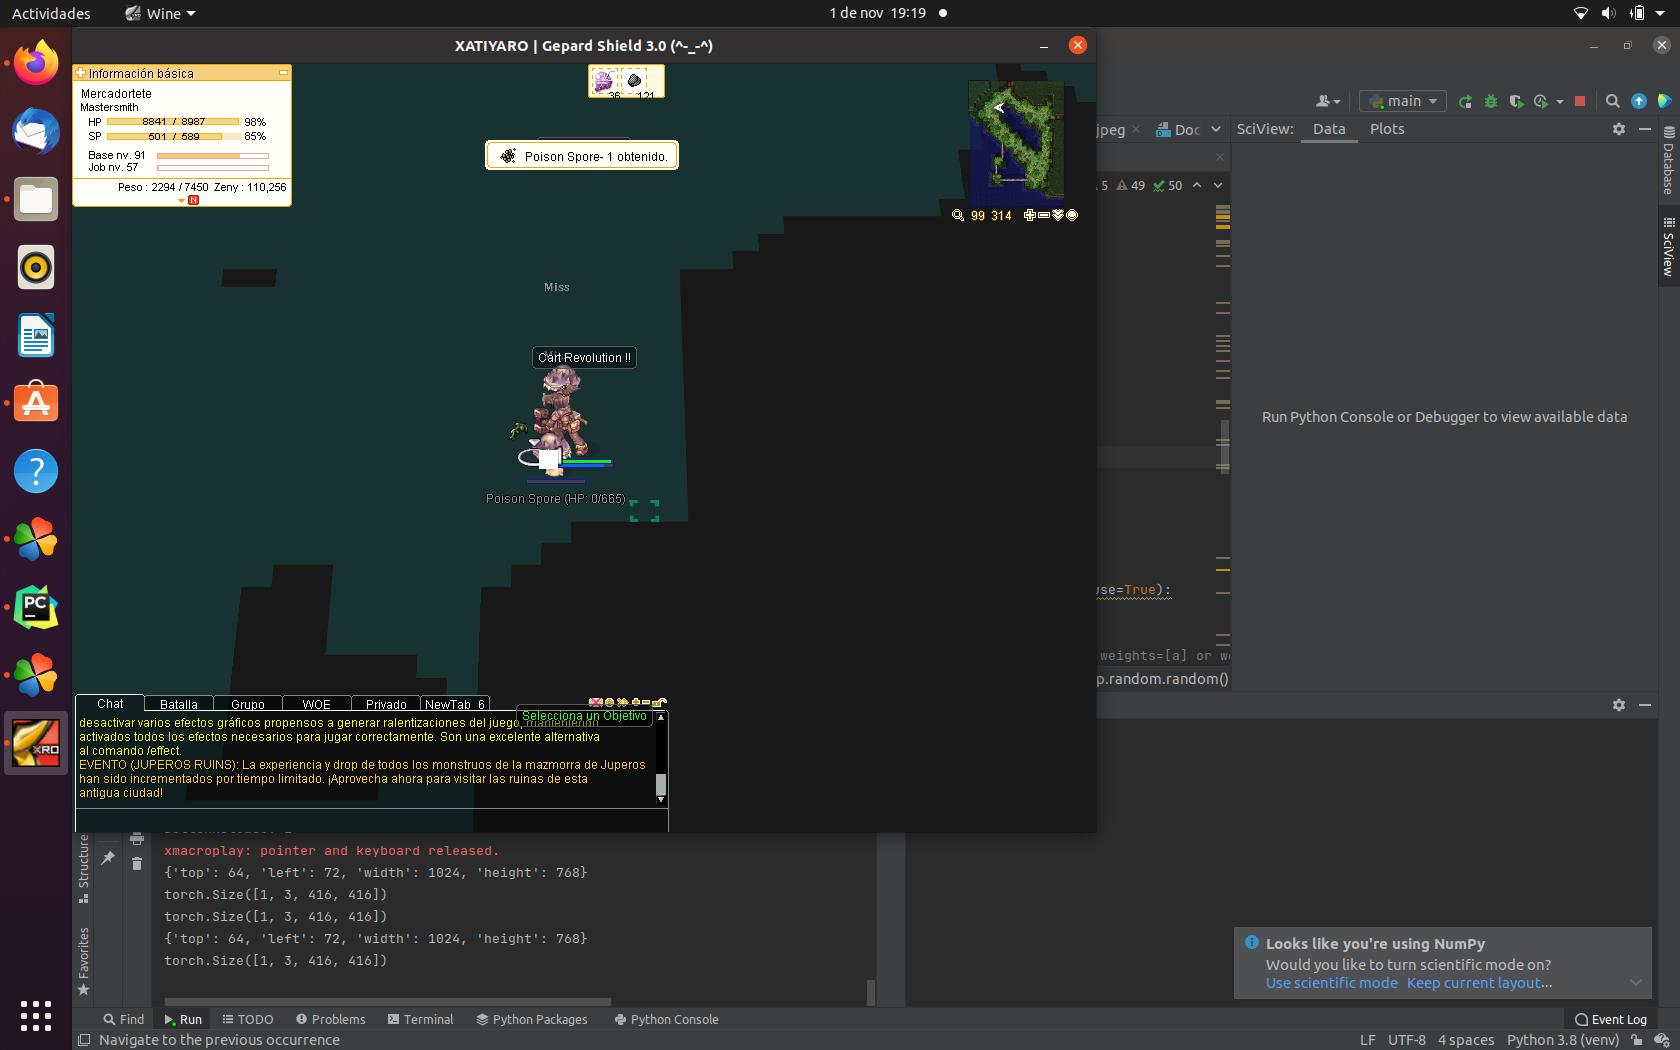 Actividades
Wine
1 de nov 19:19
XATIYARO | Gepard Shield 3.0 (^-_-^)
Información básica
Mercadortete
Mastersmith
HP 8841 / 8987 98%
SP 501 / 589 85%
Base nv. 91
Job nv. 57
Peso : 2294 / 7450 Zeny : 110,256
N
36 121
Poison Spore- 1 obtenido.
99 314
Miss
Cart Revolution !!
Poison Spore (HP: 0/665)
Chat Batalla Grupo WOE Privado NewTab_6
Selecciona un Objetivo
desactivar varios efectos gráficos propensos a generar ralentizaciones del juego, manteniendo
activados todos los efectos necesarios para jugar correctamente. Son una excelente alternativa
al comando /effect.
EVENTO (JUPEROS RUINS): La experiencia y drop de todos los monstruos de la mazmorra de Juperos
han sido incrementados por tiempo limitado. ¡Aprovecha ahora para visitar las ruinas de esta
antigua ciudad!
main
jpeg Doc
SciView: Data Plots
5 49 50
Database
SciView
Run Python Console or Debugger to view available data
use=True):
weights=[a] or w
p.random.random()
PC
XRO
Structure
Favorites
xmacroplay: pointer and keyboard released.
{'top': 64, 'left': 72, 'width': 1024, 'height': 768}
torch.Size([1, 3, 416, 416])
torch.Size([1, 3, 416, 416])
{'top': 64, 'left': 72, 'width': 1024, 'height': 768}
torch.Size([1, 3, 416, 416])
Looks like you're using NumPy
Would you like to turn scientific mode on?
Use scientific mode Keep current layout...
Find Run TODO Problems Terminal Python Packages Python Console
Event Log
Navigate to the previous occurrence
LF UTF-8 4 spaces Python 3.8 (venv)